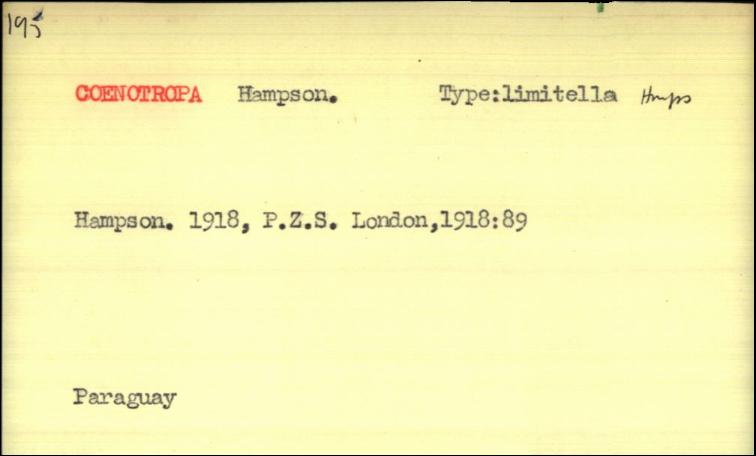 195
COENOTROPA Hampson. Type:limitella Hmps
Hampson. 1918, P.Z.S. London,1918:89
Paraguay